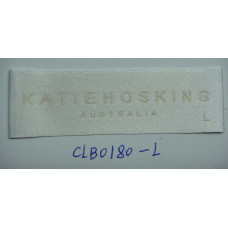 KATIEHOSKING
AUSTRALIA
L
CLB0180-L